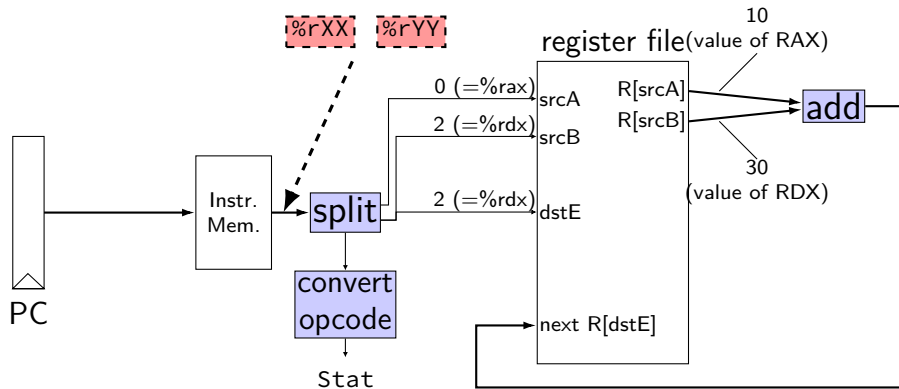 %rXX %rYY
10
(value of RAX)
register file
0 (=%rax)
srcA
R[srcA]
add
2 (=%rdx)
srcB
R[srcB]
30
(value of RDX)
Instr.
Mem.
split
2 (=%rdx)
dstE
PC
convert
opcode
next R[dstE]
Stat